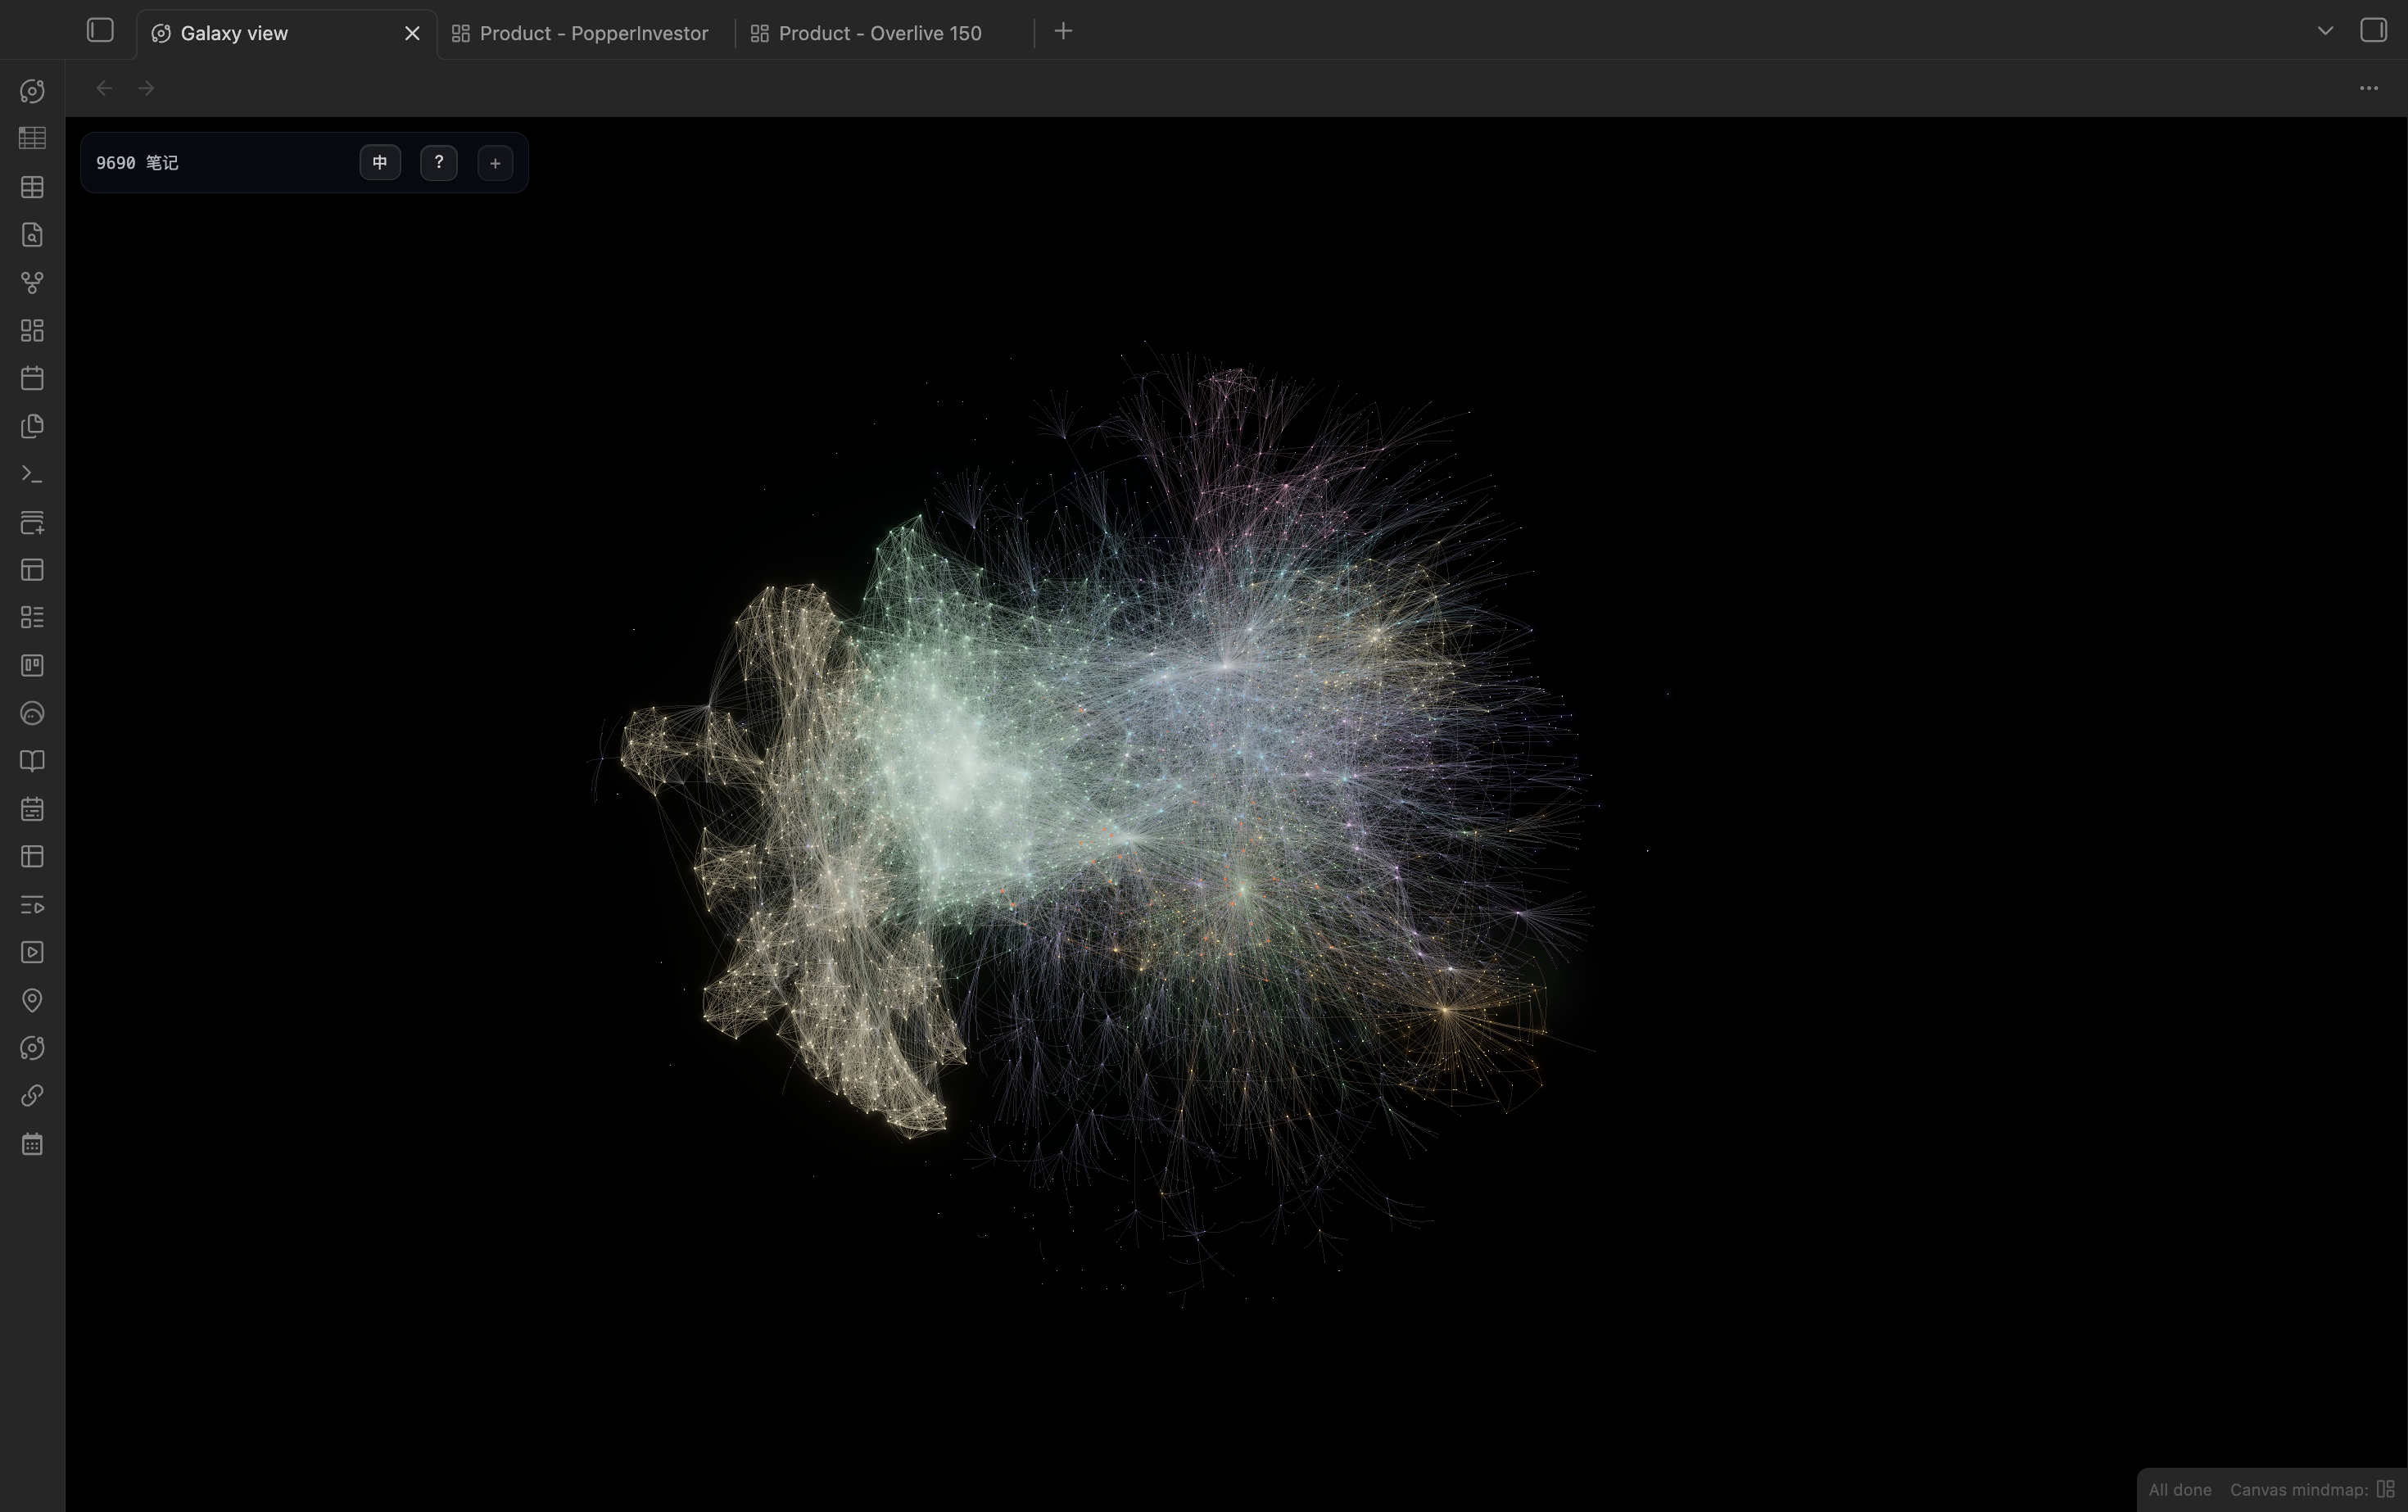 Galaxy view
Product - PopperInvestor
Product - Overlive 150
9690 笔记
中
?
+
All done
Canvas mindmap: